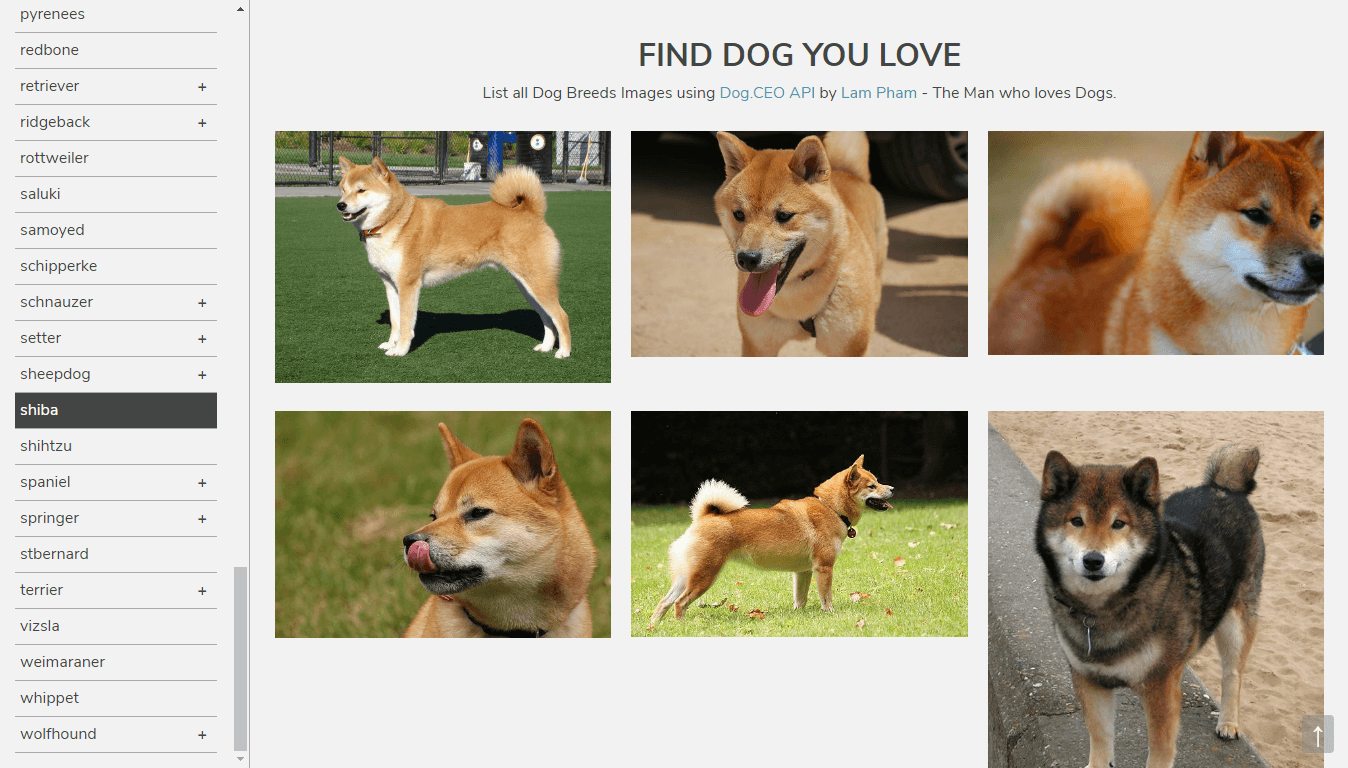 pyrenees
redbone
retriever +
ridgeback +
rottweiler
saluki
samoyed
schipperke
schnauzer +
setter +
sheepdog +
shiba
shihtzu
spaniel +
springer +
stbernard
terrier +
vizsla
weimaraner
whippet
wolfhound +
FIND DOG YOU LOVE
List all Dog Breeds Images using Dog.CEO API by Lam Pham - The Man who loves Dogs.